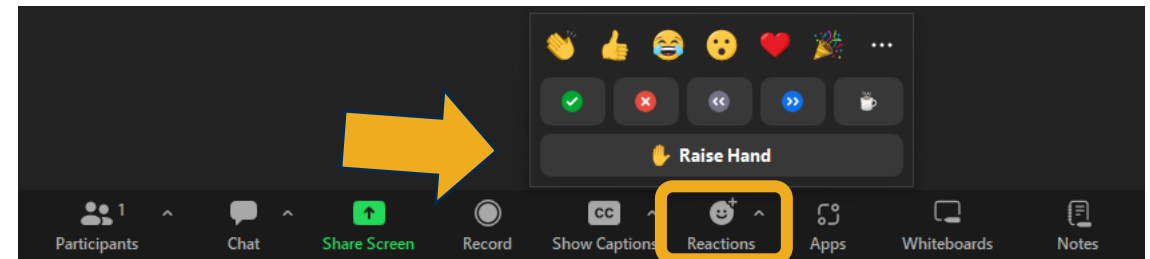 Raise Hand
1
CC
Participants
Chat
Share Screen
Record
Show Captions
Reactions
Apps
Whiteboards
Notes